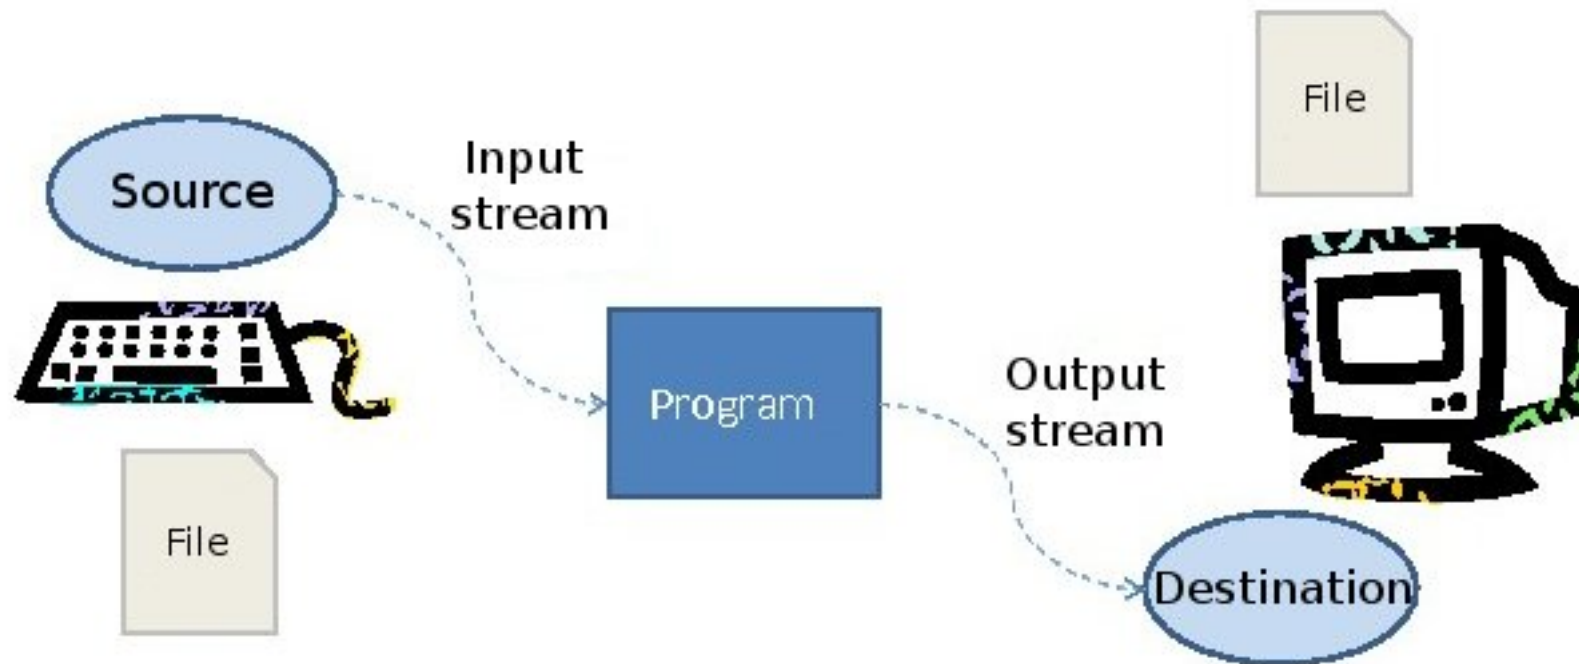 Source
Input
stream
File
Program
Output
stream
File
Destination